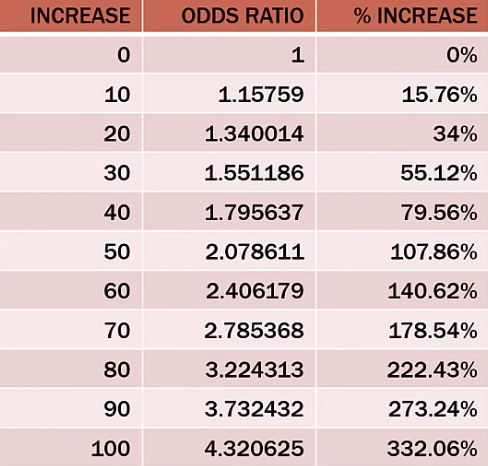 INCREASE ODDS RATIO % INCREASE
0 1 0%
10 1.15759 15.76%
20 1.340014 34%
30 1.551186 55.12%
40 1.795637 79.56%
50 2.078611 107.86%
60 2.406179 140.62%
70 2.785368 178.54%
80 3.224313 222.43%
90 3.732432 273.24%
100 4.320625 332.06%